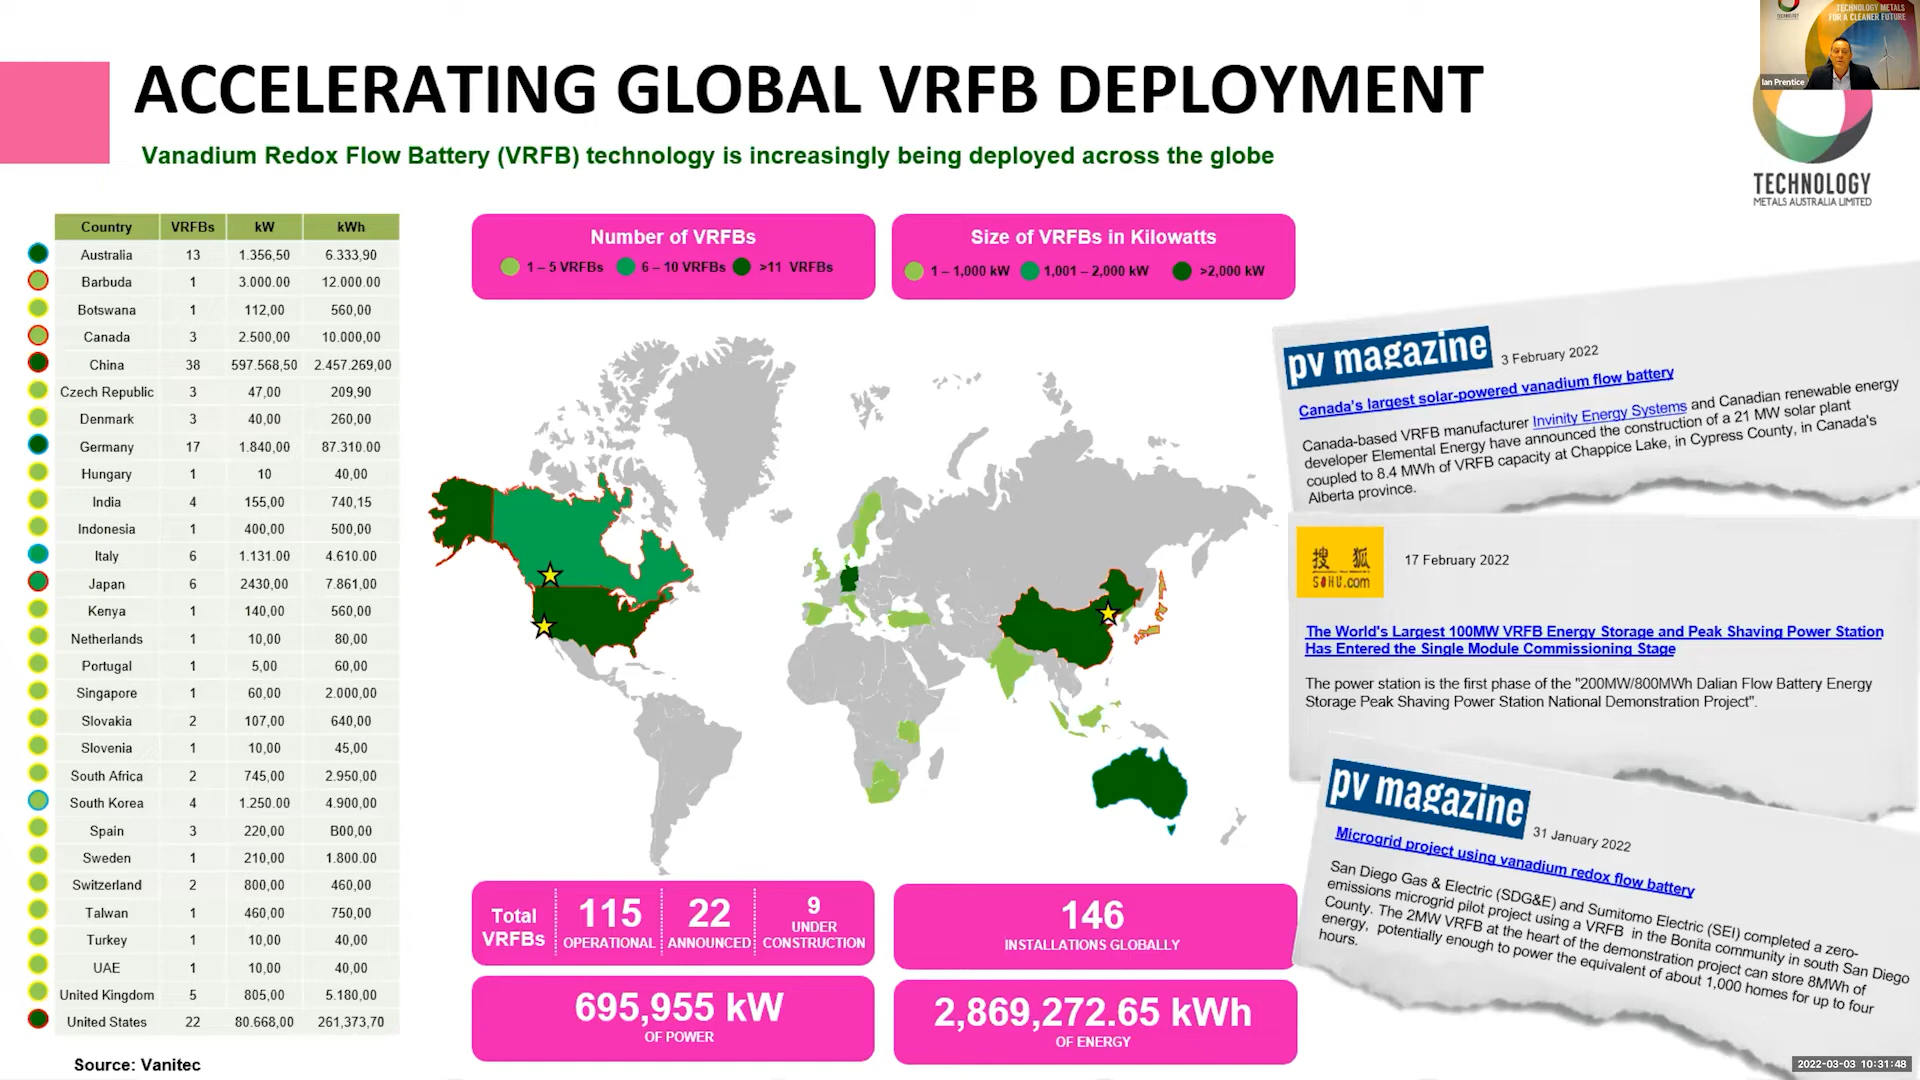 TECHNOLOGY METALS
FOR A CLEANER FUTURE
Ian Prentice
ACCELERATING GLOBAL VRFB DEPLOYMENT
Vanadium Redox Flow Battery (VRFB) technology is increasingly being deployed across the globe
TECHNOLOGY
METALS AUSTRALIA LIMITED
Country VRFBs kW kWh
Australia 13 1.356,50 6.333,90
Barbuda 1 3.000.00 12.000.00
Botswana 1 112,00 560,00
Canada 3 2.500,00 10.000,00
China 38 597.568,50 2.457.269,00
Czech Republic 3 47,00 209,90
Denmark 3 40,00 260,00
Germany 17 1.840,00 87.310.00
Hungary 1 10 40,00
India 4 155,00 740,15
Indonesia 1 400,00 500,00
Italy 6 1.131.00 4.610.00
Japan 6 2430,00 7.861,00
Kenya 1 140,00 560,00
Netherlands 1 10,00 80,00
Portugal 1 5,00 60,00
Singapore 1 60,00 2.000,00
Slovakia 2 107,00 640,00
Slovenia 1 10,00 45,00
South Africa 2 745,00 2.950,00
South Korea 4 1.250.00 4.900,00
Spain 3 220,00 B00,00
Sweden 1 210,00 1.800.00
Switzerland 2 800,00 460,00
Talwan 1 460,00 750,00
Turkey 1 10,00 40,00
UAE 1 10,00 40,00
United Kingdom 5 805,00 5.180,00
United States 22 80.668,00 261,373,70
Source: Vanitec
Number of VRFBs
1 – 5 VRFBs 6 – 10 VRFBs >11 VRFBs
Size of VRFBs in Kilowatts
1 – 1,000 kW 1,001 – 2,000 kW >2,000 kW
Total
VRFBs
115
OPERATIONAL
22
ANNOUNCED
9
UNDER
CONSTRUCTION
146
INSTALLATIONS GLOBALLY
695,955 kW
OF POWER
2,869,272.65 kWh
OF ENERGY
pv magazine
3 February 2022
Canada's largest solar-powered vanadium flow battery
Canada-based VRFB manufacturer Invinity Energy Systems and Canadian renewable energy
developer Elemental Energy have announced the construction of a 21 MW solar plant
coupled to 8.4 MWh of VRFB capacity at Chappice Lake, in Cypress County, in Canada's
Alberta province.
搜狐
SOHU.com
17 February 2022
The World's Largest 100MW VRFB Energy Storage and Peak Shaving Power Station
Has Entered the Single Module Commissioning Stage
The power station is the first phase of the "200MW/800MWh Dalian Flow Battery Energy
Storage Peak Shaving Power Station National Demonstration Project".
pv magazine
31 January 2022
Microgrid project using vanadium redox flow battery
San Diego Gas & Electric (SDG&E) and Sumitomo Electric (SEI) completed a zero-
emissions microgrid pilot project using a VRFB in the Bonita community in south San Diego
County. The 2MW VRFB at the heart of the demonstration project can store 8MWh of
energy, potentially enough to power the equivalent of about 1,000 homes for up to four
hours.
2022-03-03 10:31:48